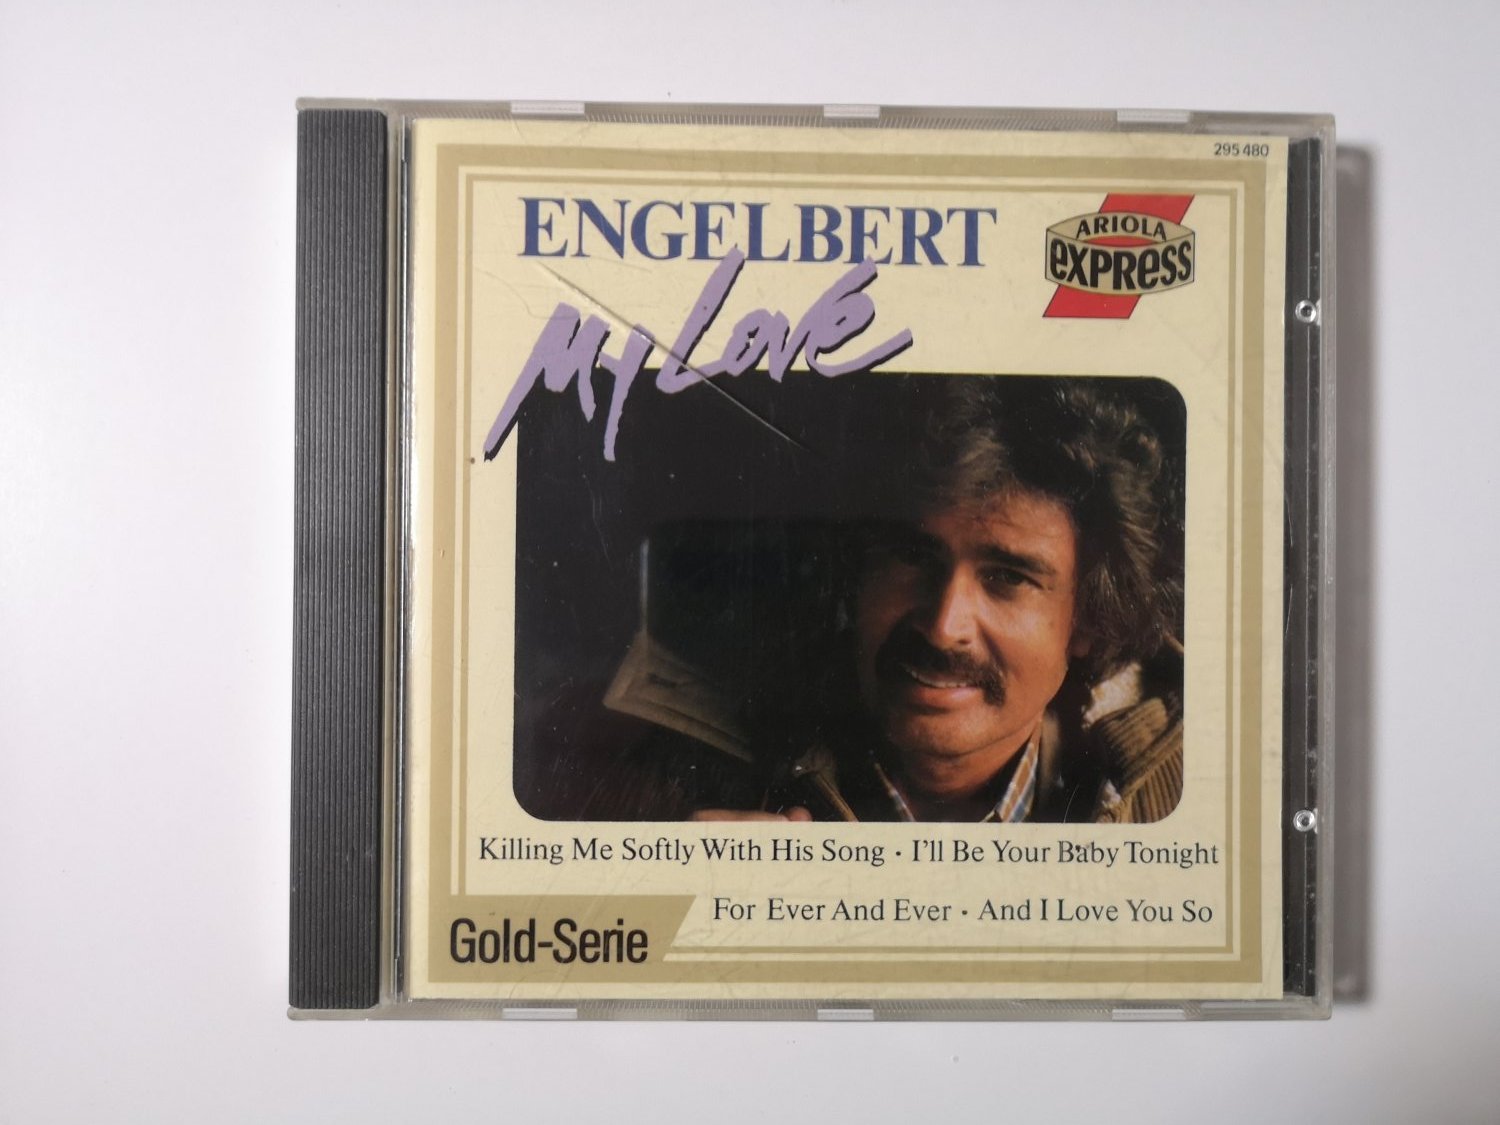 295 480
ENGELBERT
ARIOLA
EXPRESS
My Love
Killing Me Softly With His Song · I'll Be Your Baby Tonight
For Ever And Ever · And I Love You So
Gold-Serie